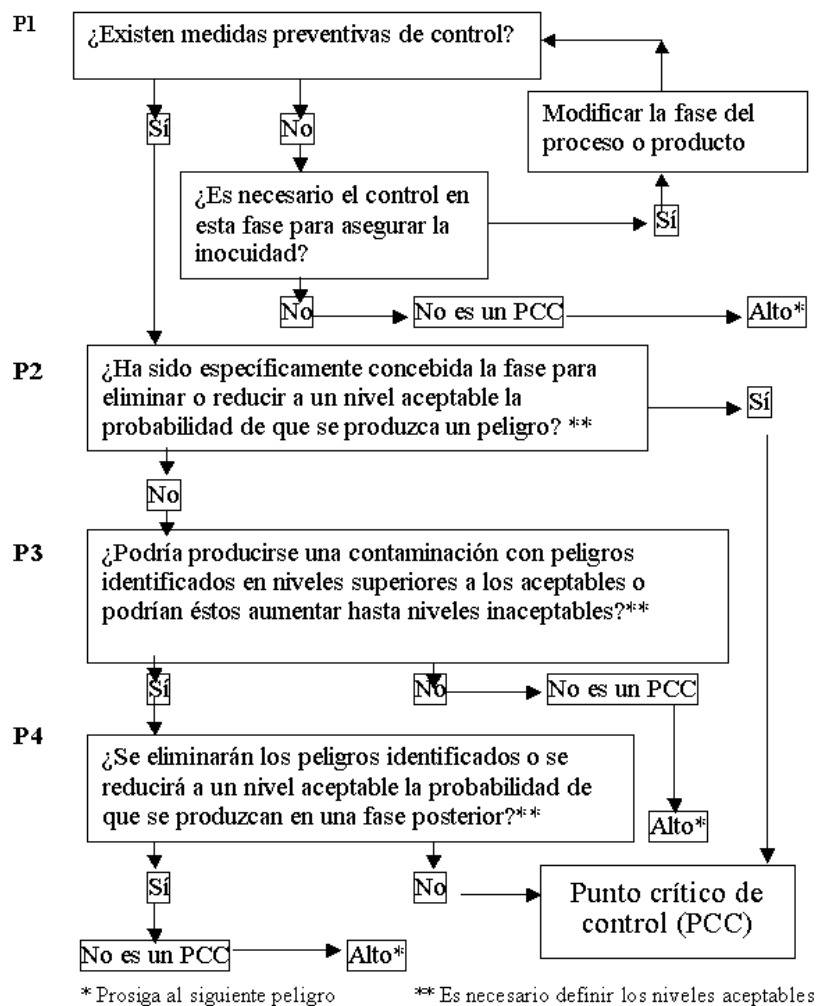 P1
¿Existen medidas preventivas de control?
Sí
No
Modificar la fase del
proceso o producto
¿Es necesario el control en
esta fase para asegurar la
inocuidad?
Sí
No
No es un PCC
Alto*
P2
¿Ha sido específicamente concebida la fase para
eliminar o reducir a un nivel aceptable la
probabilidad de que se produzca un peligro? **
Sí
No
P3
¿Podría producirse una contaminación con peligros
identificados en niveles superiores a los aceptables o
podrían éstos aumentar hasta niveles inaceptables?**
Sí
No
No es un PCC
P4
¿Se eliminarán los peligros identificados o se
reducirá a un nivel aceptable la probabilidad de
que se produzcan en una fase posterior?**
Alto*
Sí
No
Punto crítico de
control (PCC)
No es un PCC
Alto*
* Prosiga al siguiente peligro
** Es necesario definir los niveles aceptables